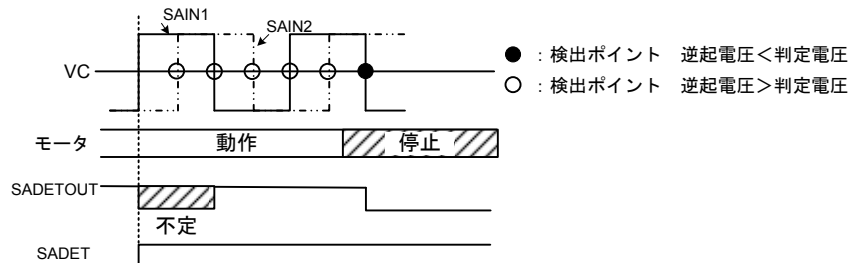 SAIN1
SAIN2
VC
● : 検出ポイント 逆起電圧＜判定電圧
○ : 検出ポイント 逆起電圧＞判定電圧
モータ
動作
停止
SADETOUT
不定
SADET